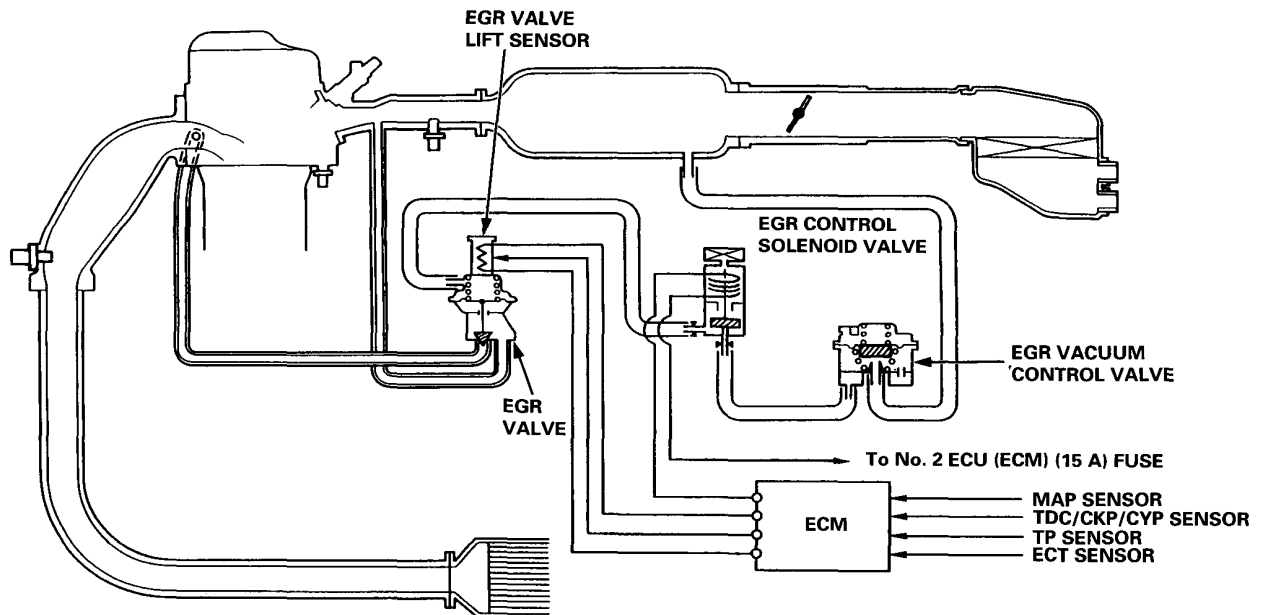 EGR VALVE
LIFT SENSOR
EGR CONTROL
SOLENOID VALVE
EGR VACUUM
CONTROL VALVE
EGR
VALVE
To No. 2 ECU (ECM) (15 A) FUSE
ECM
MAP SENSOR
TDC/CKP/CYP SENSOR
TP SENSOR
ECT SENSOR